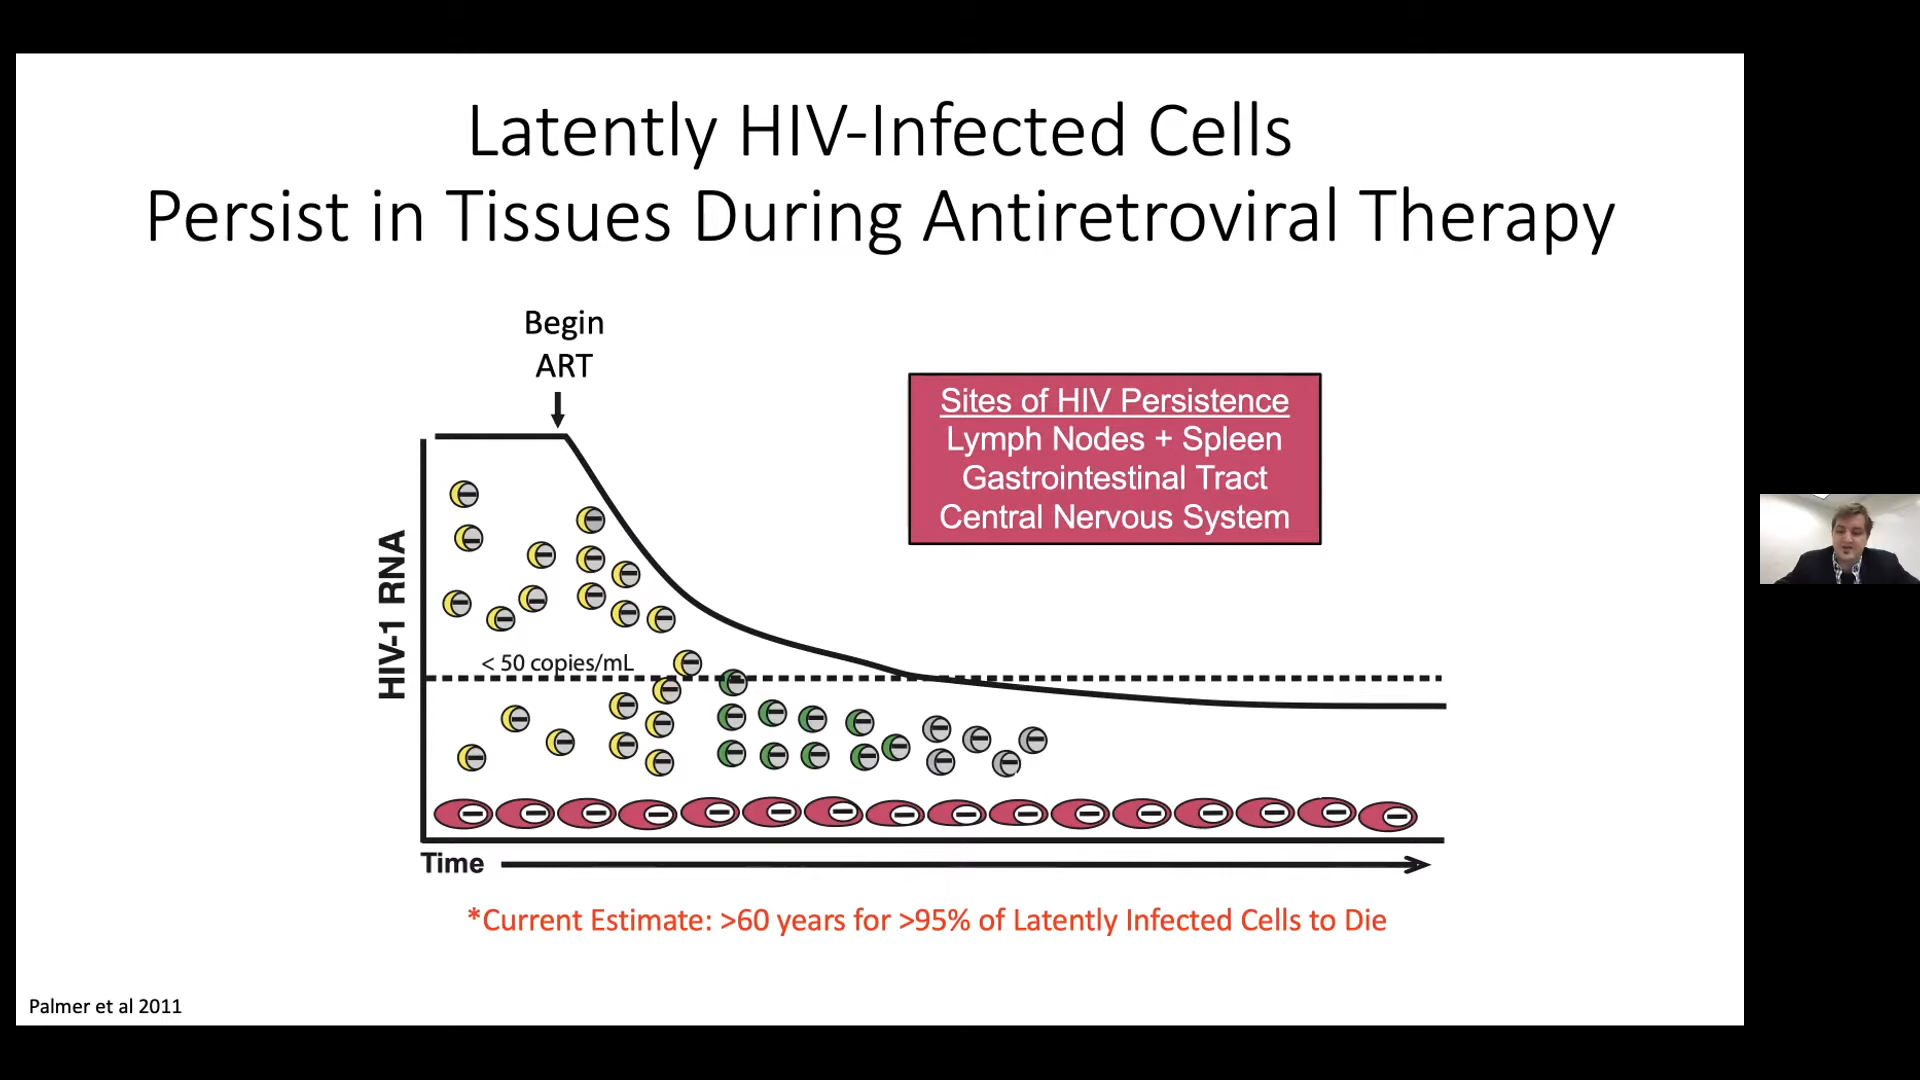 Latently HIV-Infected Cells
Persist in Tissues During Antiretroviral Therapy
Begin
ART
Sites of HIV Persistence
Lymph Nodes + Spleen
Gastrointestinal Tract
Central Nervous System
HIV-1 RNA
< 50 copies/mL
Time
*Current Estimate: >60 years for >95% of Latently Infected Cells to Die
Palmer et al 2011